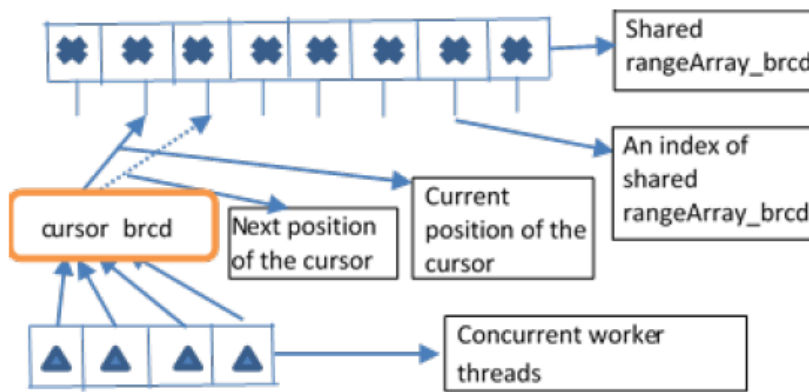 Shared
rangeArray_brcd
An index of
shared
rangeArray_brcd
Current
position of the
cursor
Next position
of the cursor
cursor brcd
Concurrent worker
threads